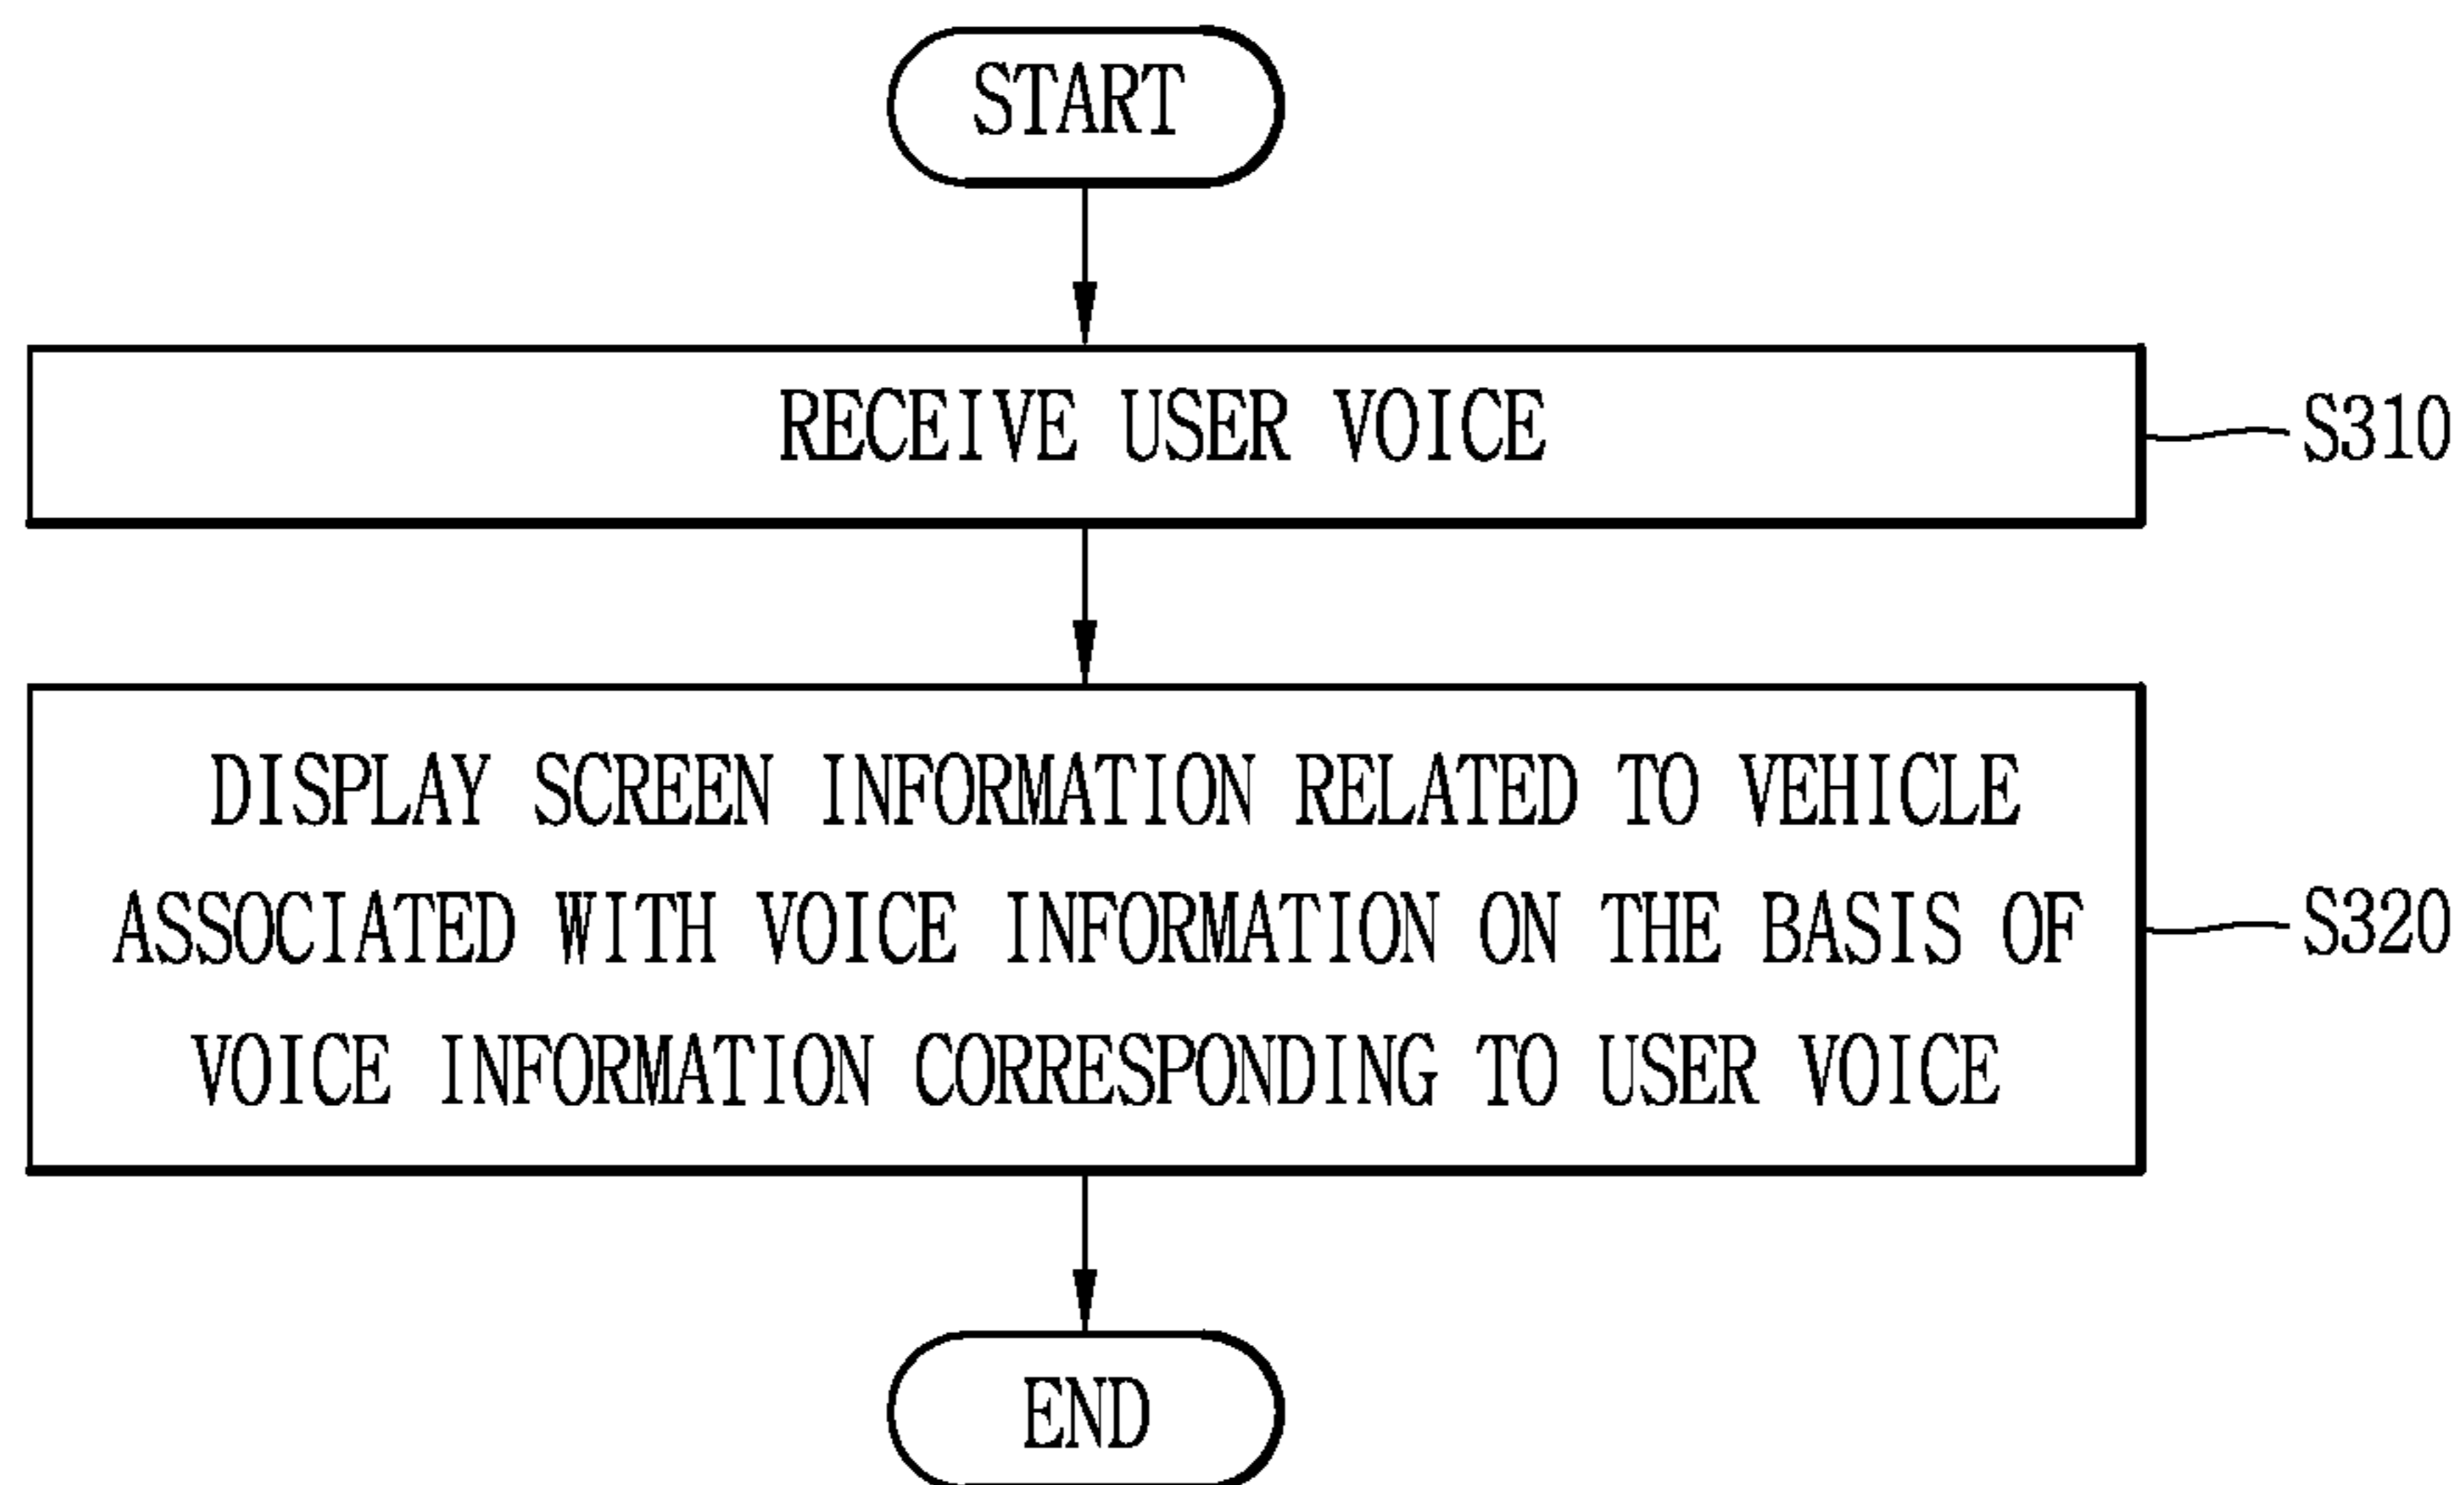 START
RECEIVE USER VOICE
S310
DISPLAY SCREEN INFORMATION RELATED TO VEHICLE
ASSOCIATED WITH VOICE INFORMATION ON THE BASIS OF
S320
VOICE INFORMATION CORRESPONDING TO USER VOICE
END